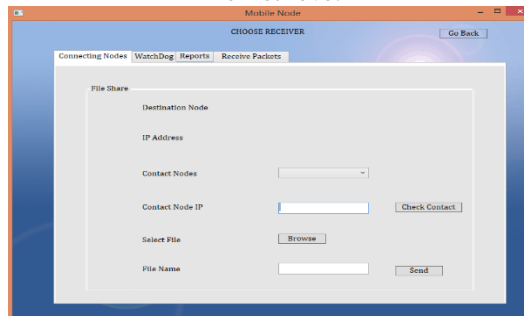 Mobile Node
CHOOSE RECEIVER
Go Back
Connecting Nodes WatchDog Reports Receive Packets
File Share
Destination Node
IP Address
Contact Nodes
Contact Node IP Check Contact
Select File Browse
File Name Send